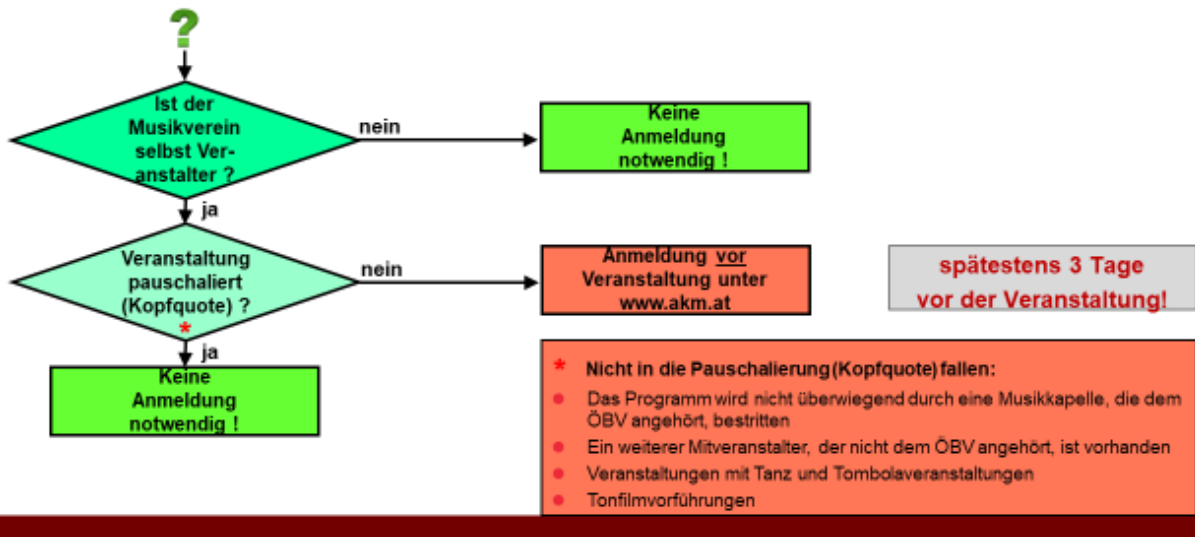 ?
Ist der
Musikverein
selbst Ver-
anstalter ?
nein
Keine
Anmeldung
notwendig !
ja
Veranstaltung
pauschaliert
(Kopfquote) ?
*
nein
Anmeldung vor
Veranstaltung unter
www.akm.at
spätestens 3 Tage
vor der Veranstaltung!
ja
Keine
Anmeldung
notwendig !
* Nicht in die Pauschalierung (Kopfquote) fallen:
• Das Programm wird nicht überwiegend durch eine Musikkapelle, die dem
ÖBV angehört, bestritten
• Ein weiterer Mitveranstalter, der nicht dem ÖBV angehört, ist vorhanden
• Veranstaltungen mit Tanz und Tombolaveranstaltungen
• Tonfilmvorführungen